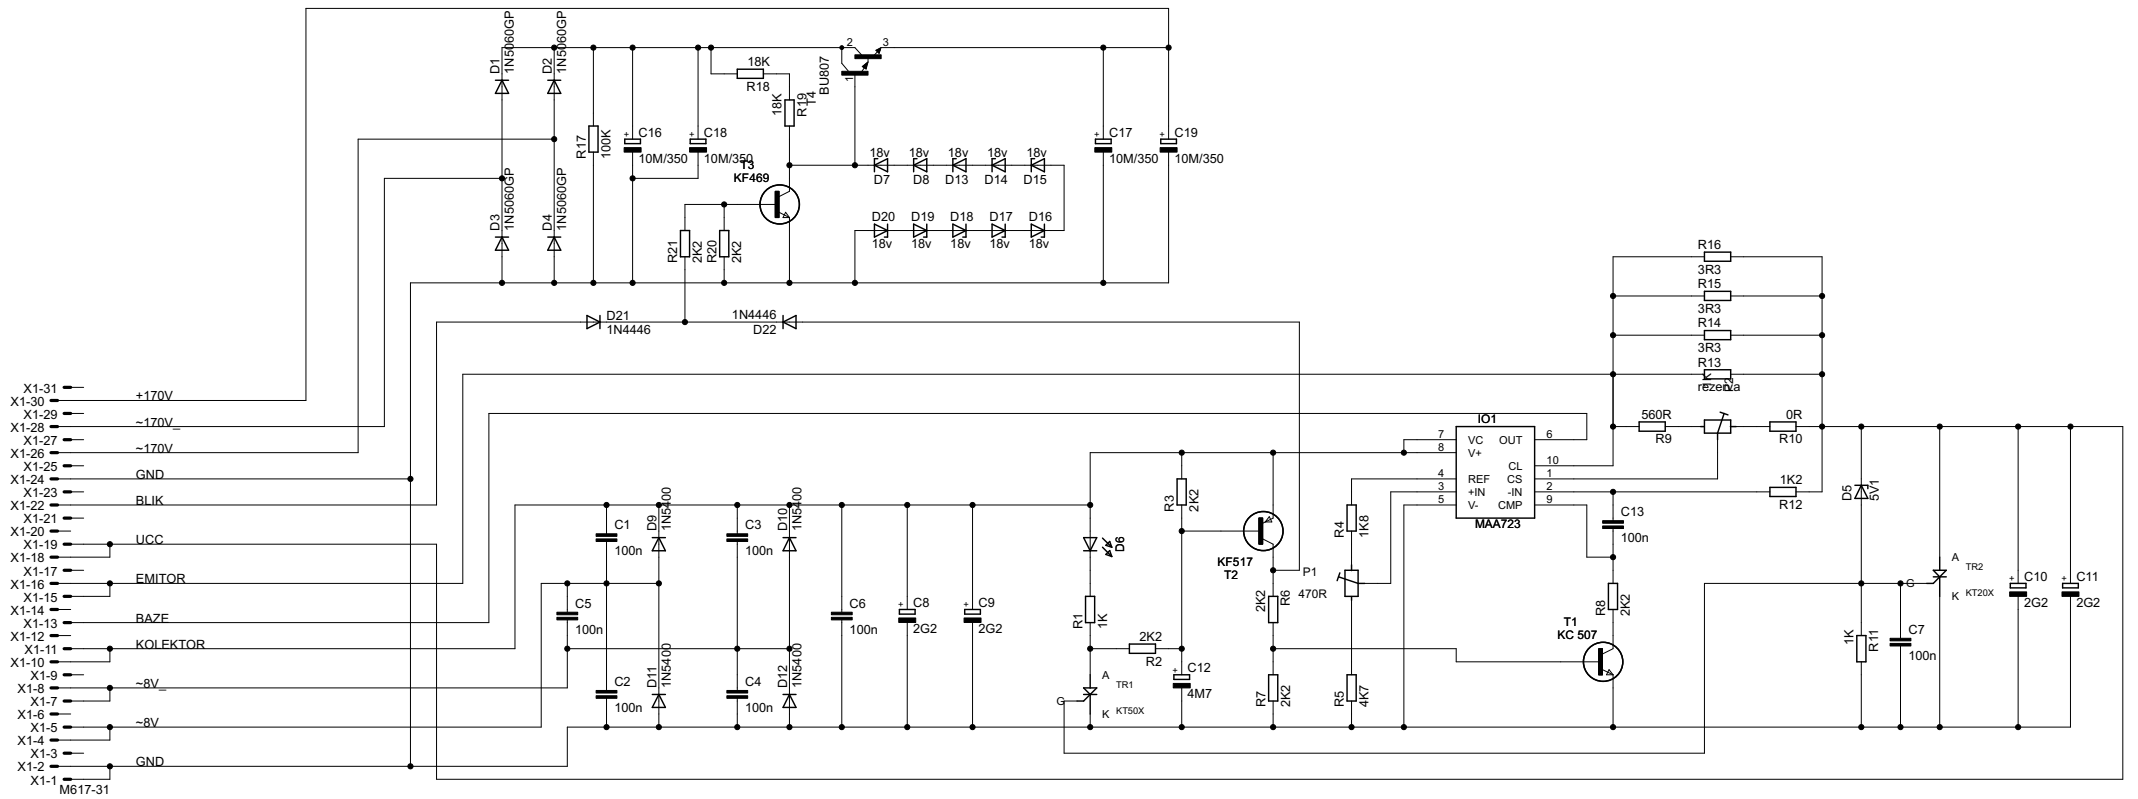 D1
1N5060GP
D2
1N5060GP
D3
1N5060GP
D4
1N5060GP
R17
100K
C16
10M/350
C18
10M/350
18K
R18
18K
R19
T4
BU807
2
3
1
T3
KF469
18v
D7
18v
D8
18v
D13
18v
D14
18v
D15
D20
18v
D19
18v
D18
18v
D17
18v
D16
18v
C17
10M/350
C19
10M/350
R21
2K2
R20
2K2
D21
1N4446
1N4446
D22
R16
3R3
R15
3R3
R14
3R3
R13
rezerva
560R
R9
0R
R10
1K2
R12
X1-31
X1-30
+170V
X1-29
X1-28
~170V_
X1-27
X1-26
~170V
X1-25
X1-24
GND
X1-23
X1-22
BLIK
X1-21
X1-20
X1-19
UCC
X1-18
X1-17
X1-16
EMITOR
X1-15
X1-14
X1-13
BAZE
X1-12
X1-11
KOLEKTOR
X1-10
X1-9
X1-8
~8V_
X1-7
X1-6
X1-5
~8V
X1-4
X1-3
X1-2
GND
X1-1
M617-31
C1
100n
D9
1N5400
C3
100n
D10
1N5400
C5
100n
C2
100n
D11
1N5400
C4
100n
D12
1N5400
C6
100n
C8
2G2
C9
2G2
D6
R1
1K
2K2
R2
A
TR1
G
K
KT50X
R3
2K2
C12
4M7
KF517
T2
2K2
R6
R7
2K2
P1
470R
R4
1K8
R5
4K7
IO1
7
VC
OUT
6
8
V+
CL
10
4
REF
CS
1
3
+IN
-IN
2
5
V-
CMP
9
MAA723
C13
100n
R8
2K2
T1
KC 507
D5
5V1
1K
R11
C7
100n
A
TR2
G
K
KT20X
C10
2G2
C11
2G2